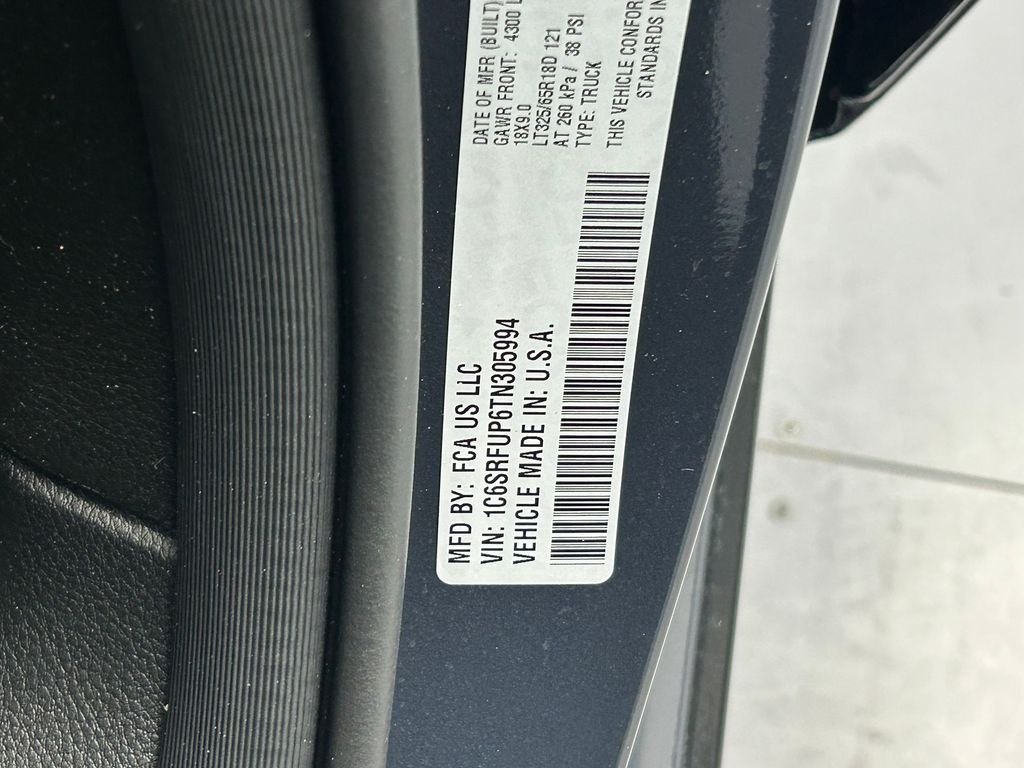 MFD BY: FCA US LLC
VIN: 1C6SRFUP6TN305994
VEHICLE MADE IN: U.S.A.
DATE OF MFR (BUILT)
GAWR FRONT: 4300 L
18X9.0
LT325/65R18D 121
AT 260 kPa / 38 PSI
TYPE: TRUCK
THIS VEHICLE CONFOR
STANDARDS IN